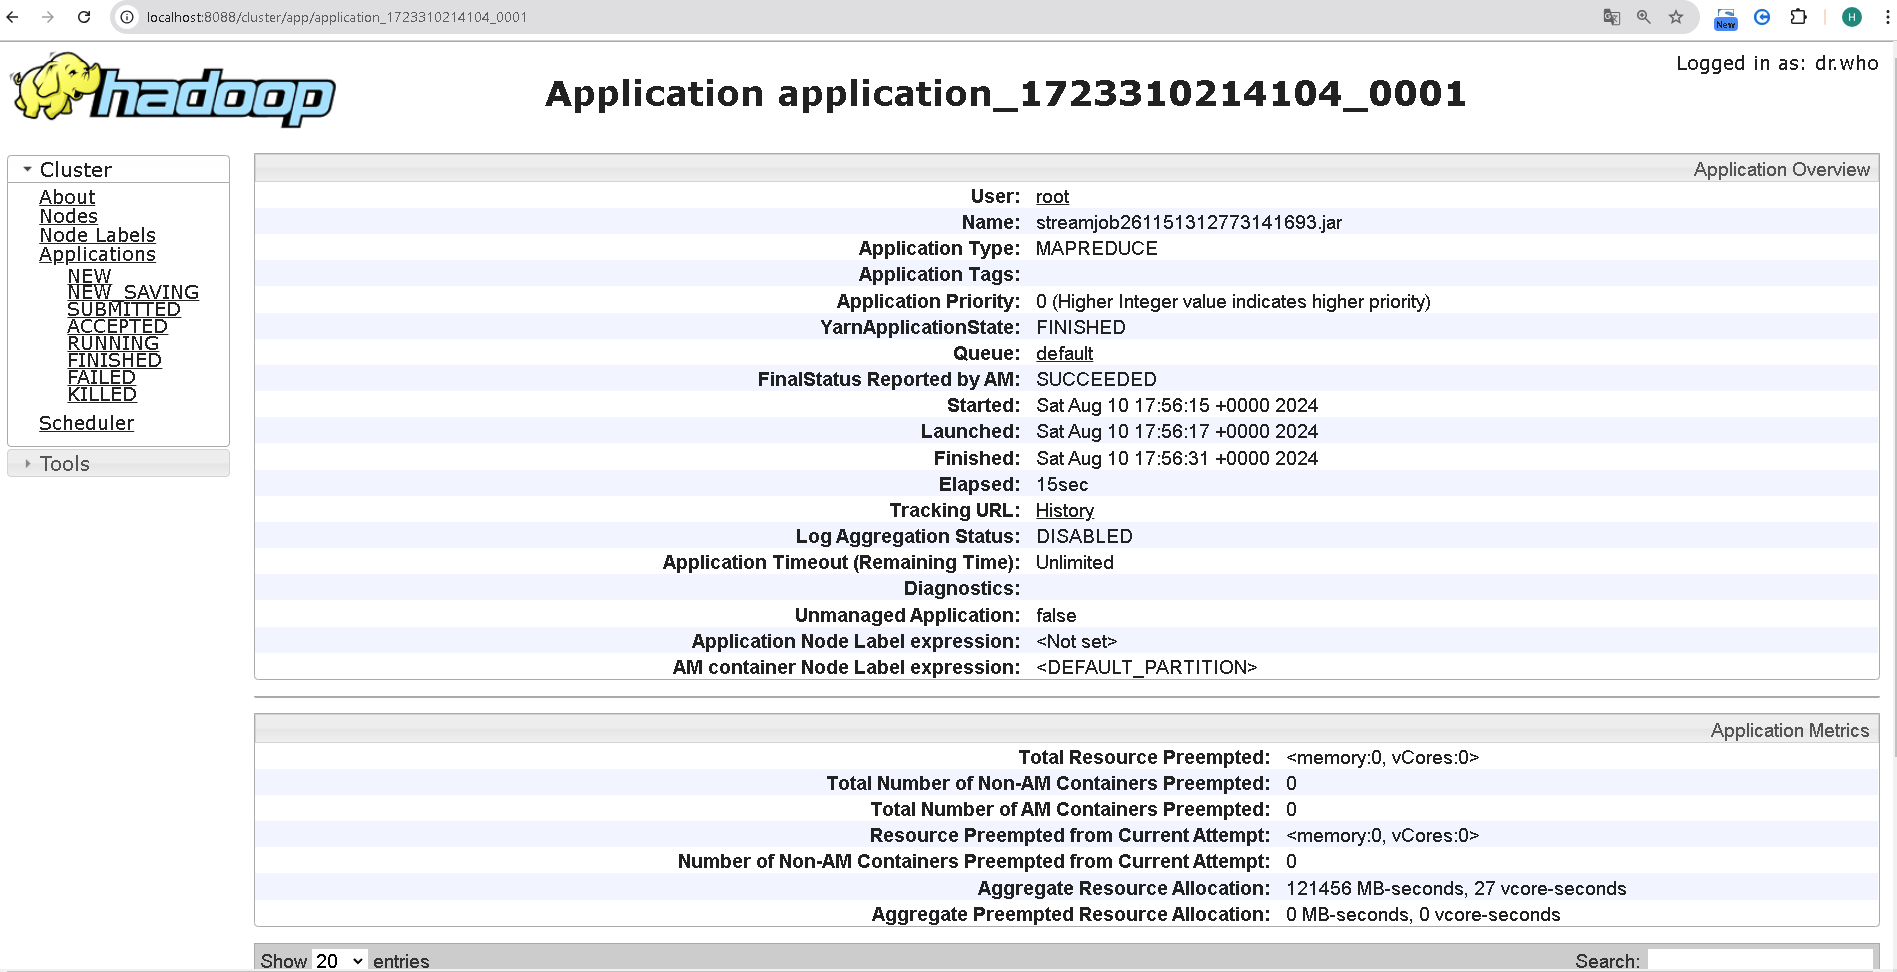 localhost:8088/cluster/app/application_1723310214104_0001
New
H
hadoop
Application application_1723310214104_0001
Logged in as: dr.who
Cluster
About
Nodes
Node Labels
Applications
NEW
NEW_SAVING
SUBMITTED
ACCEPTED
RUNNING
FINISHED
FAILED
KILLED
Scheduler
Tools
Application Overview
User: root
Name: streamjob261151312773141693.jar
Application Type: MAPREDUCE
Application Tags:
Application Priority: 0 (Higher Integer value indicates higher priority)
YarnApplicationState: FINISHED
Queue: default
FinalStatus Reported by AM: SUCCEEDED
Started: Sat Aug 10 17:56:15 +0000 2024
Launched: Sat Aug 10 17:56:17 +0000 2024
Finished: Sat Aug 10 17:56:31 +0000 2024
Elapsed: 15sec
Tracking URL: History
Log Aggregation Status: DISABLED
Application Timeout (Remaining Time): Unlimited
Diagnostics:
Unmanaged Application: false
Application Node Label expression: <Not set>
AM container Node Label expression: <DEFAULT_PARTITION>
Application Metrics
Total Resource Preempted: <memory:0, vCores:0>
Total Number of Non-AM Containers Preempted: 0
Total Number of AM Containers Preempted: 0
Resource Preempted from Current Attempt: <memory:0, vCores:0>
Number of Non-AM Containers Preempted from Current Attempt: 0
Aggregate Resource Allocation: 121456 MB-seconds, 27 vcore-seconds
Aggregate Preempted Resource Allocation: 0 MB-seconds, 0 vcore-seconds
Show 20 entries
Search: